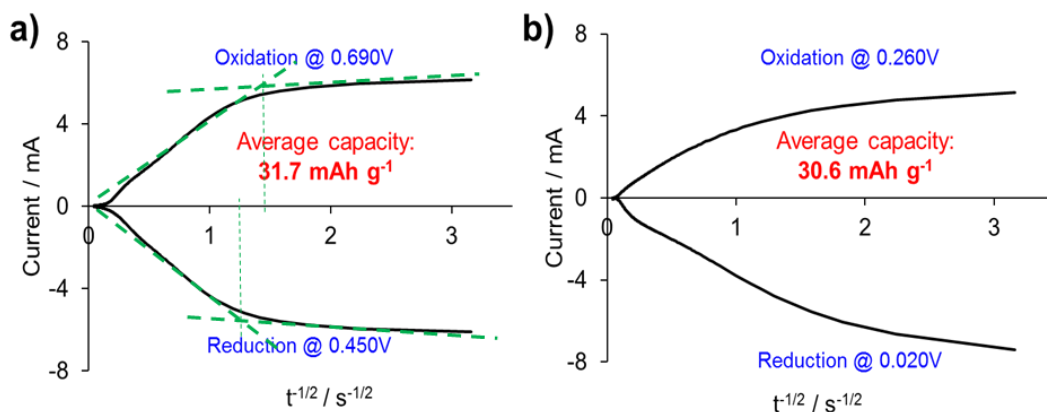 a)
8
4
0
-4
-8
Current / mA
Oxidation @ 0.690V
Average capacity:
31.7 mAh g-1
0 1 2 3
Reduction @ 0.450V
t-1/2 / s-1/2
b)
8
4
0
-4
-8
Current / mA
Oxidation @ 0.260V
Average capacity:
30.6 mAh g-1
0 1 2 3
Reduction @ 0.020V
t-1/2 / s-1/2